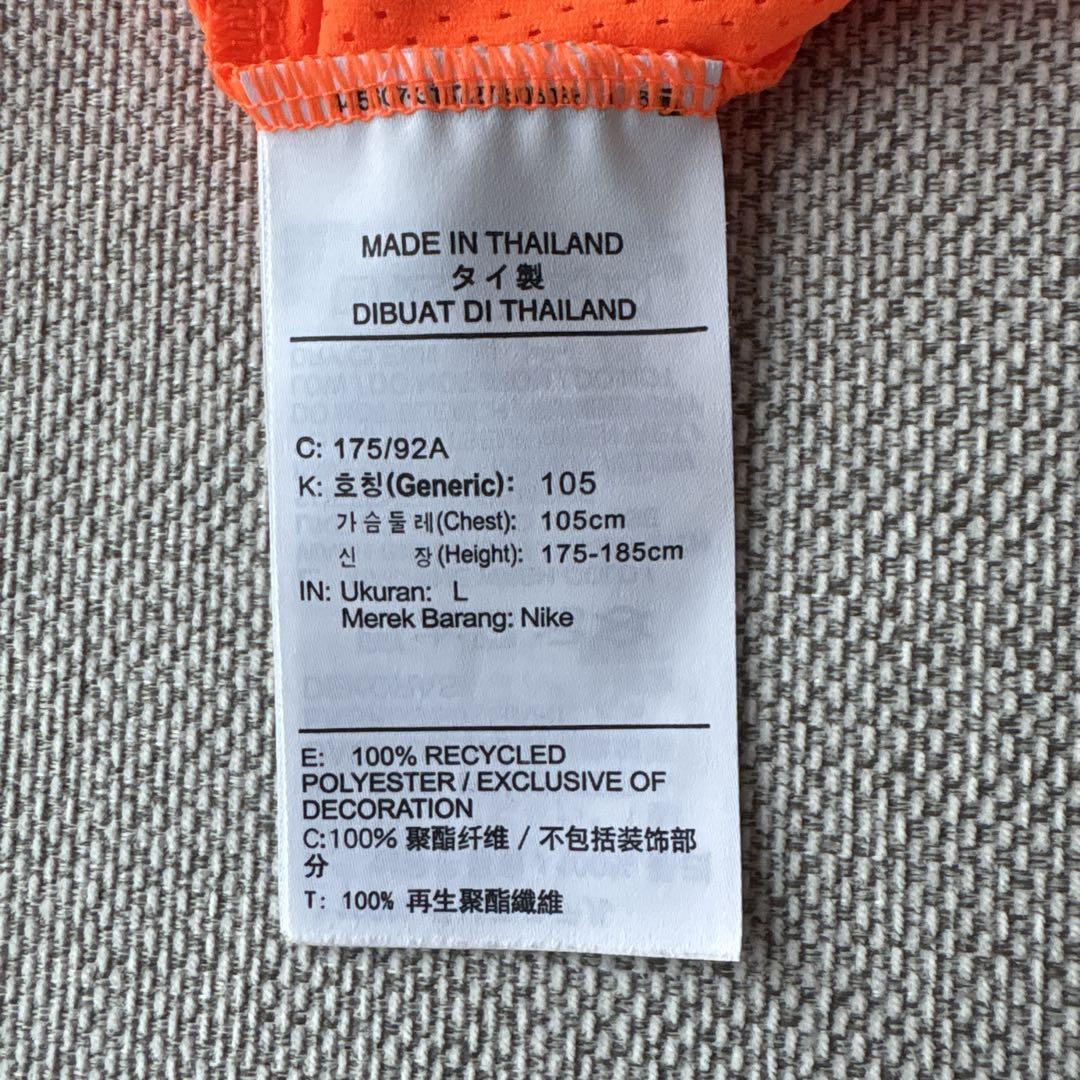 MADE IN THAILAND
タイ製
DIBUAT DI THAILAND
C: 175/92A
K: 호칭(Generic): 105
가슴둘레(Chest): 105cm
신 장(Height): 175-185cm
IN: Ukuran: L
Merek Barang: Nike
E: 100% RECYCLED
POLYESTER / EXCLUSIVE OF
DECORATION
C:100% 聚酯纤维 / 不包括装饰部
分
T: 100% 再生聚酯纖維